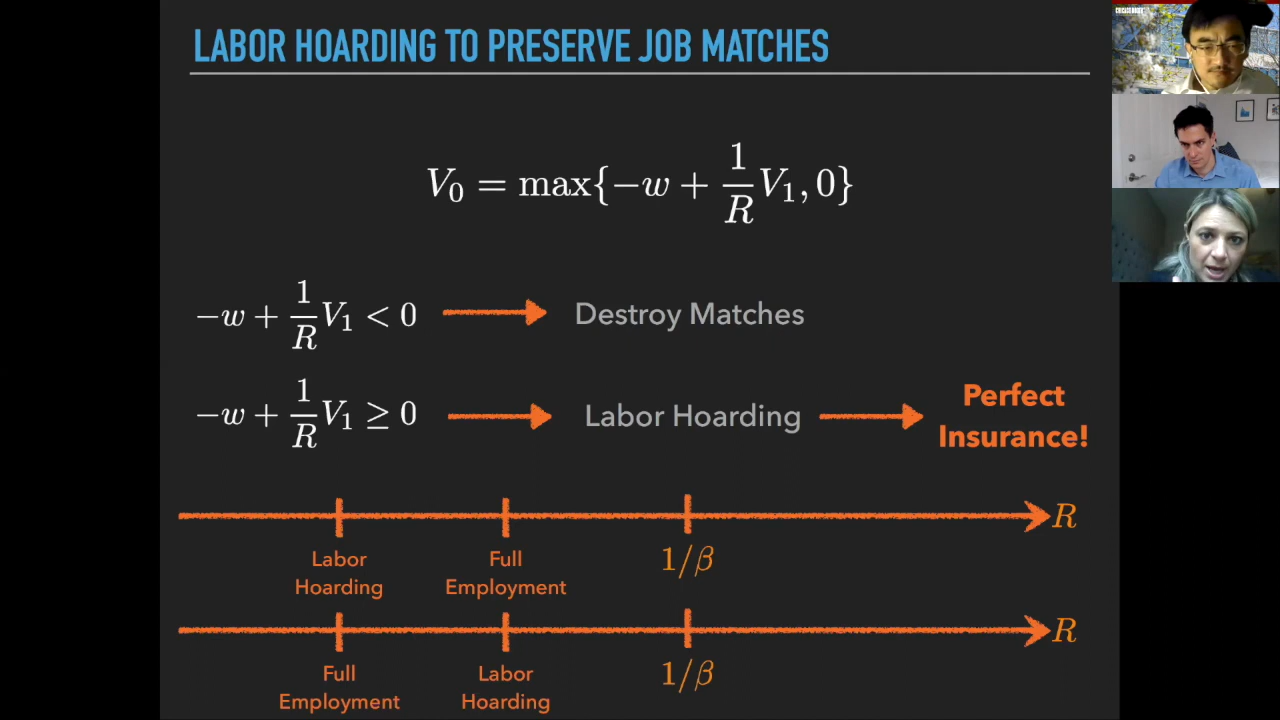 LABOR HOARDING TO PRESERVE JOB MATCHES
V₀ = max{−w + 1/R V₁, 0}
−w + 1/R V₁ < 0
Destroy Matches
−w + 1/R V₁ ≥ 0
Labor Hoarding
Perfect
Insurance!
R
Labor
Hoarding
Full
Employment
1/β
R
Full
Employment
Labor
Hoarding
1/β